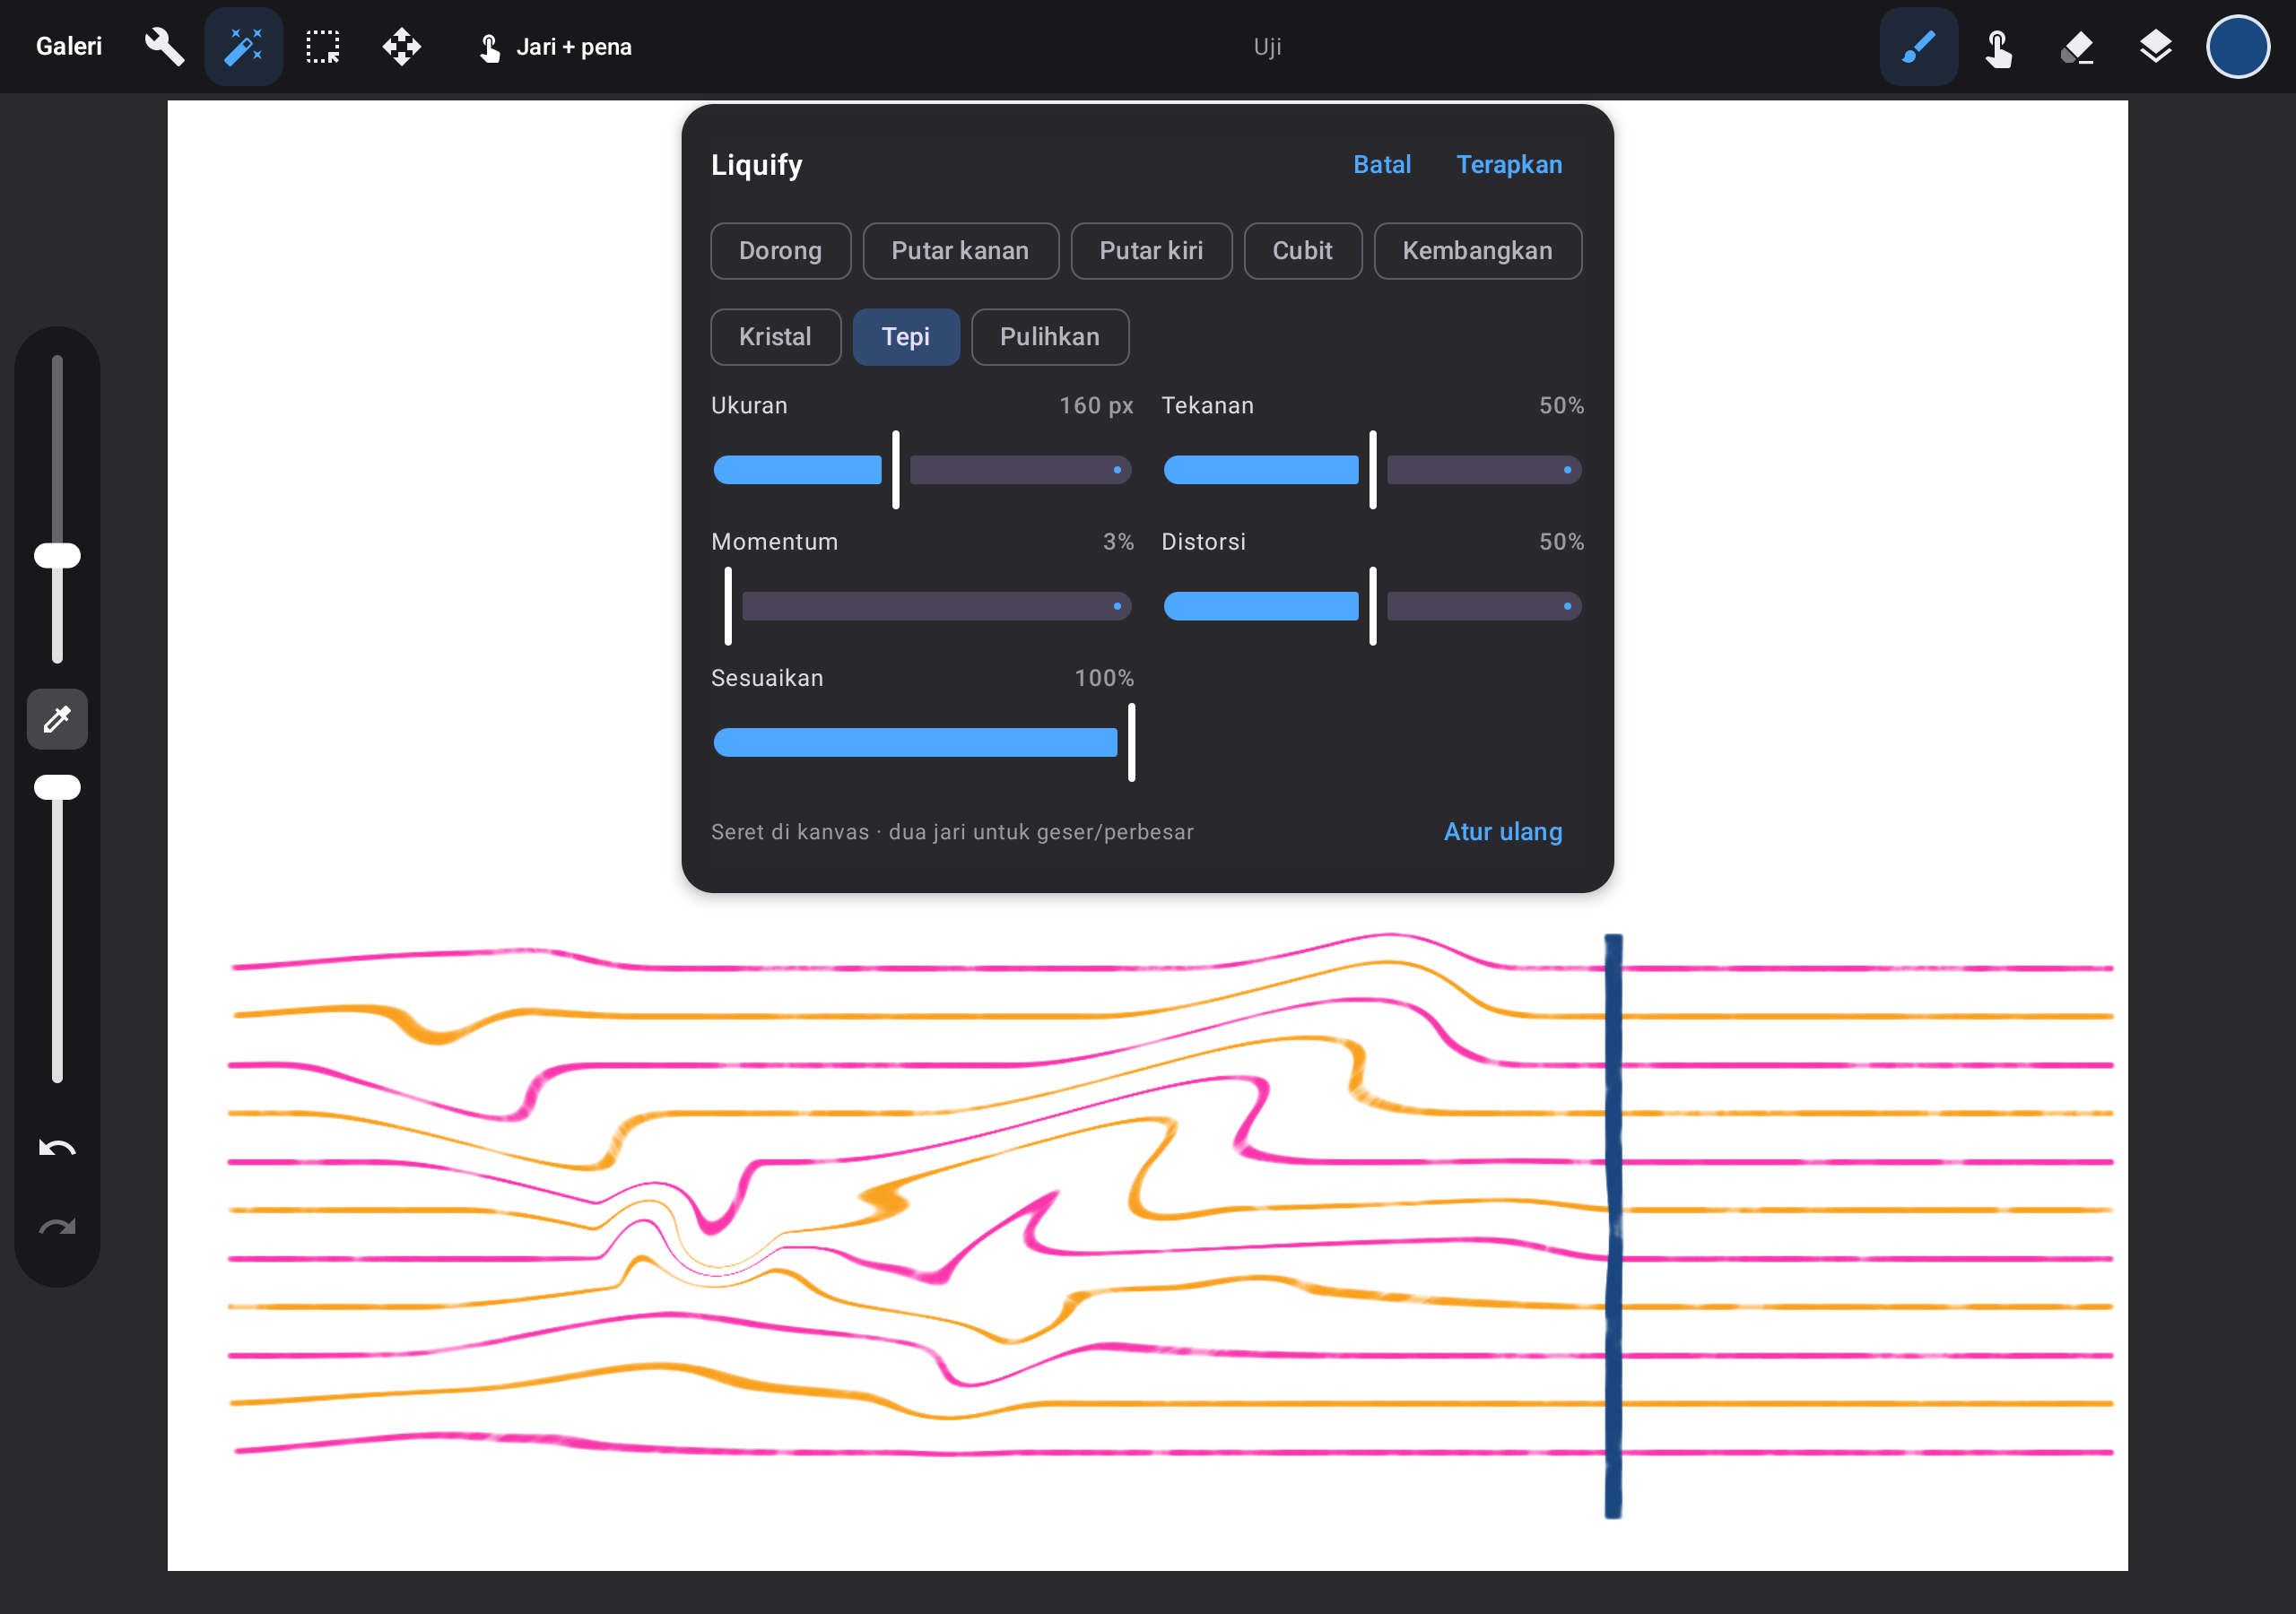 Galeri Jari + pena Uji
Liquify Batal Terapkan
Dorong Putar kanan Putar kiri Cubit Kembangkan
Kristal Tepi Pulihkan
Ukuran 160 px Tekanan 50%
Momentum 3% Distorsi 50%
Sesuaikan 100%
Seret di kanvas · dua jari untuk geser/perbesar Atur ulang